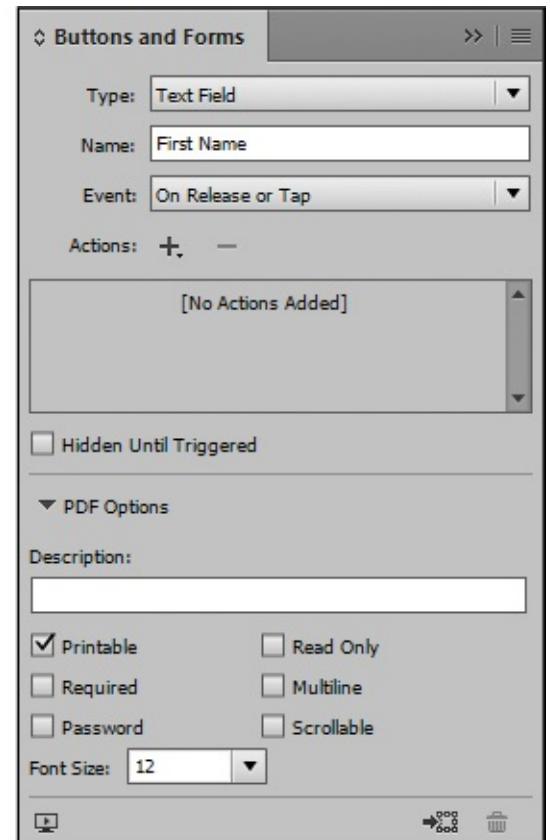 Buttons and Forms
Type: Text Field
Name: First Name
Event: On Release or Tap
Actions:
[No Actions Added]
Hidden Until Triggered
PDF Options
Description:
Printable Read Only
Required Multiline
Password Scrollable
Font Size: 12